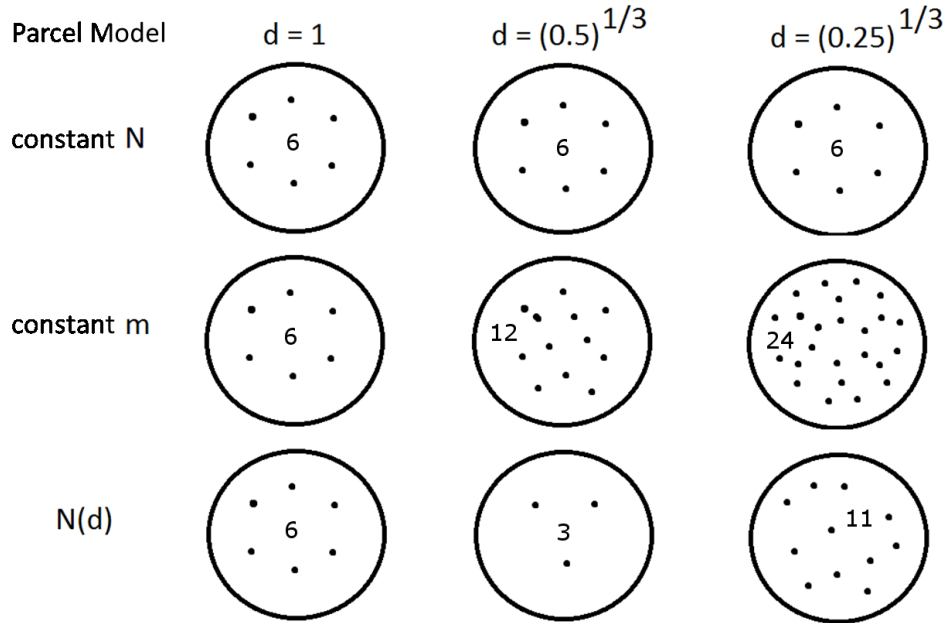 Parcel Model d = 1 d = (0.5)^1/3 d = (0.25)^1/3
constant N 6 6 6
constant m 6 12 24
N(d) 6 3 11